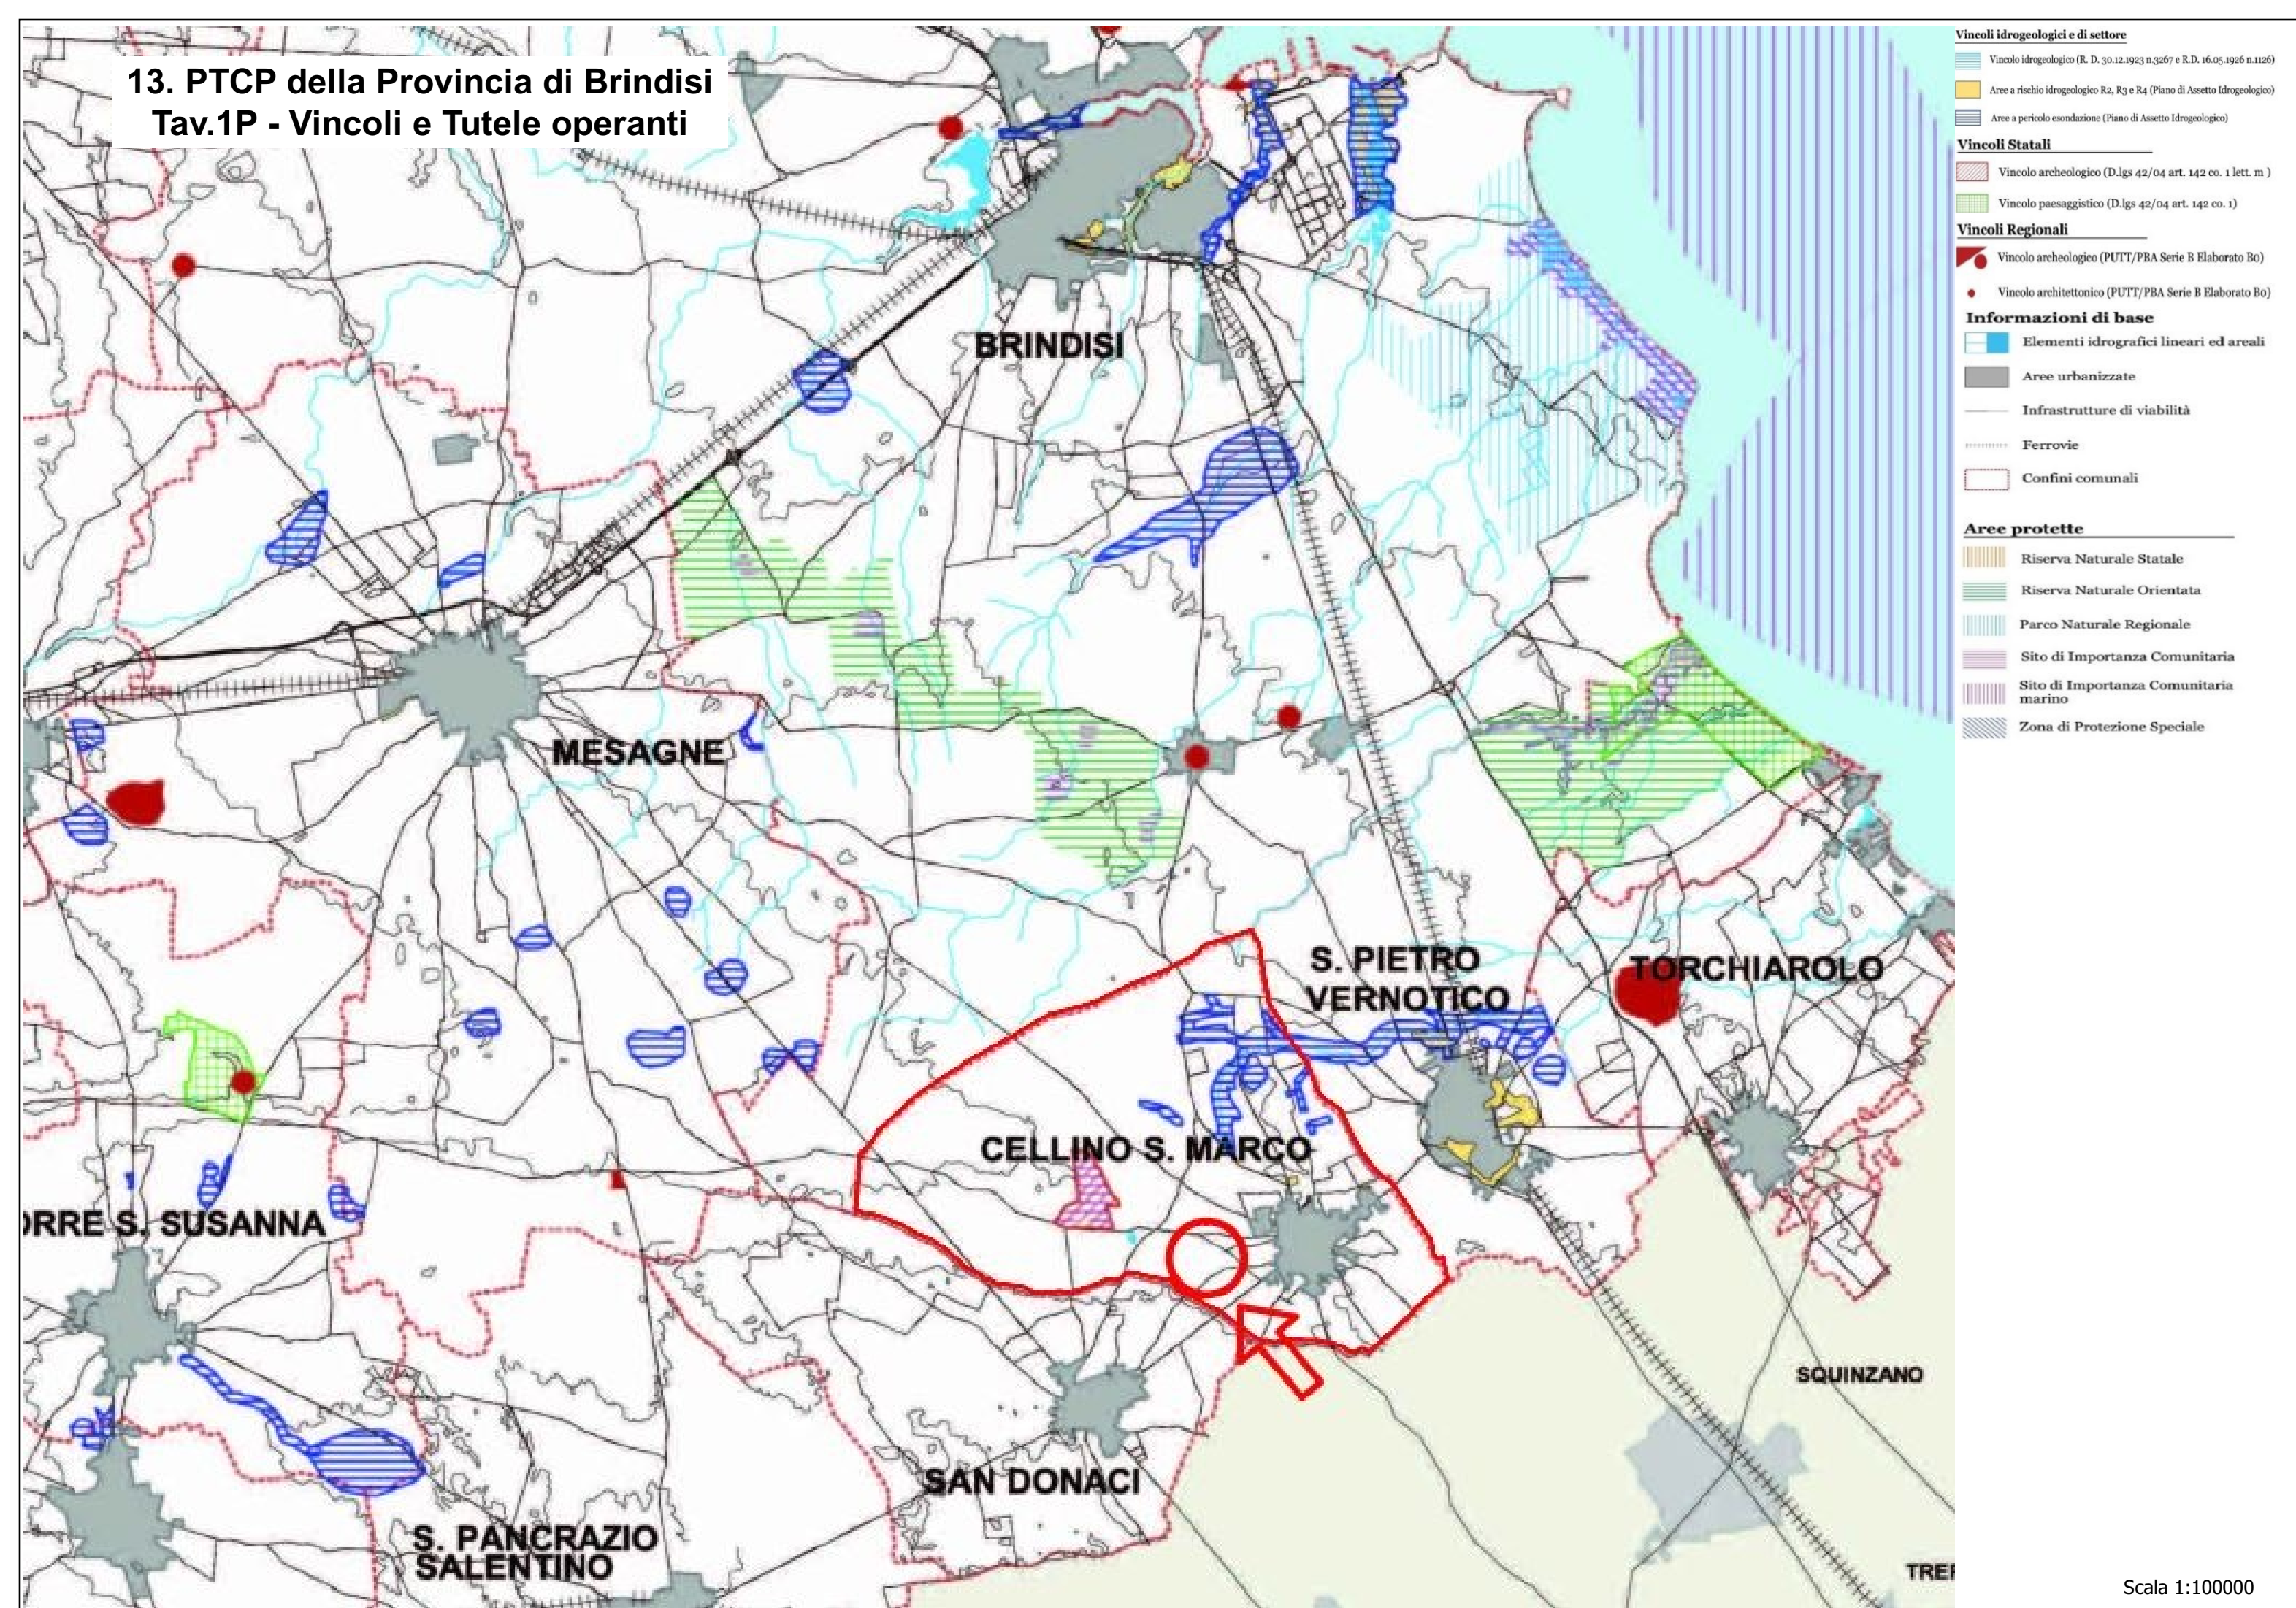 13. PTCP della Provincia di Brindisi
Tav.1P - Vincoli e Tutele operanti
Vincoli idrogeologici e di settore
Vincolo idrogeologico (R. D. 30.12.1923 n.3267 e R.D. 16.05.1926 n.1126)
Aree a rischio idrogeologico R2, R3 e R4 (Piano di Assetto Idrogeologico)
Aree a pericolo esondazione (Piano di Assetto Idrogeologico)
Vincoli Statali
Vincolo archeologico (D.lgs 42/04 art. 142 co. 1 lett. m )
Vincolo paesaggistico (D.lgs 42/04 art. 142 co. 1)
Vincoli Regionali
Vincolo archeologico (PUTT/PBA Serie B Elaborato B0)
Vincolo architettonico (PUTT/PBA Serie B Elaborato B0)
Informazioni di base
Elementi idrografici lineari ed areali
Aree urbanizzate
Infrastrutture di viabilità
Ferrovie
Confini comunali
Aree protette
Riserva Naturale Statale
Riserva Naturale Orientata
Parco Naturale Regionale
Sito di Importanza Comunitaria
Sito di Importanza Comunitaria
marino
Zona di Protezione Speciale
BRINDISI
MESAGNE
S. PIETRO
VERNOTICO
TORCHIAROLO
CELLINO S. MARCO
ORRE S. SUSANNA
SQUINZANO
SAN DONACI
S. PANCRAZIO
SALENTINO
TREP
Scala 1:100000